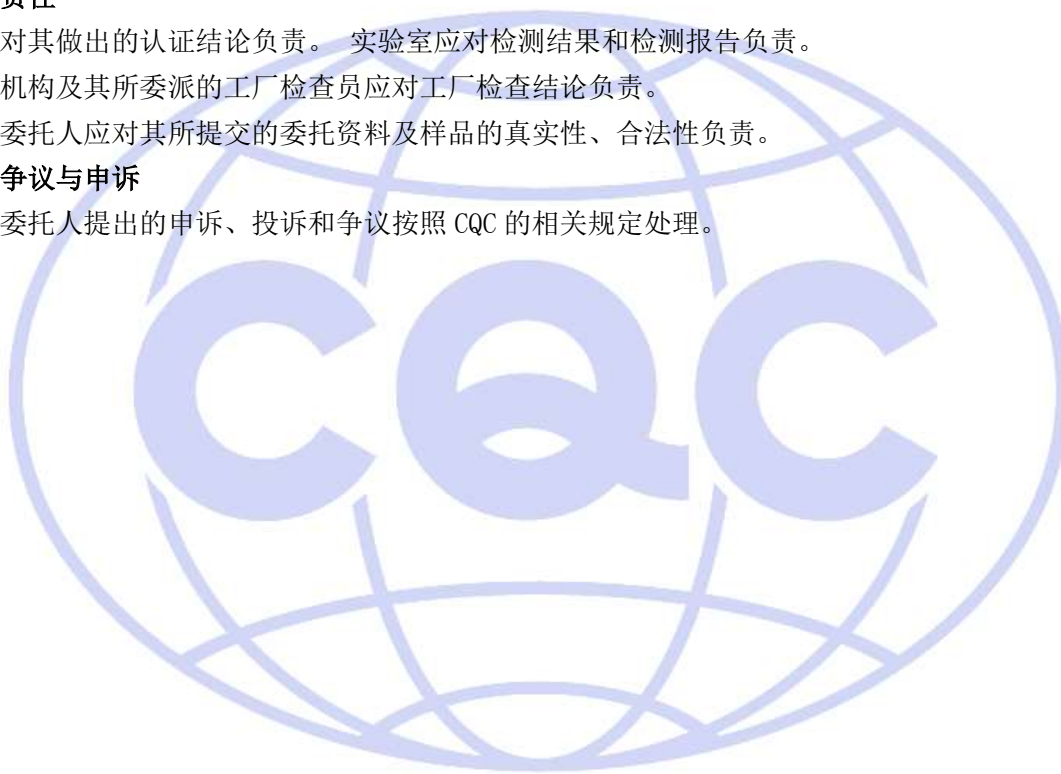 责任
对其做出的认证结论负责。 实验室应对检测结果和检测报告负责。
机构及其所委派的工厂检查员应对工厂检查结论负责。
委托人应对其所提交的委托资料及样品的真实性、合法性负责。
争议与申诉
委托人提出的申诉、投诉和争议按照 CQC 的相关规定处理。
CQC